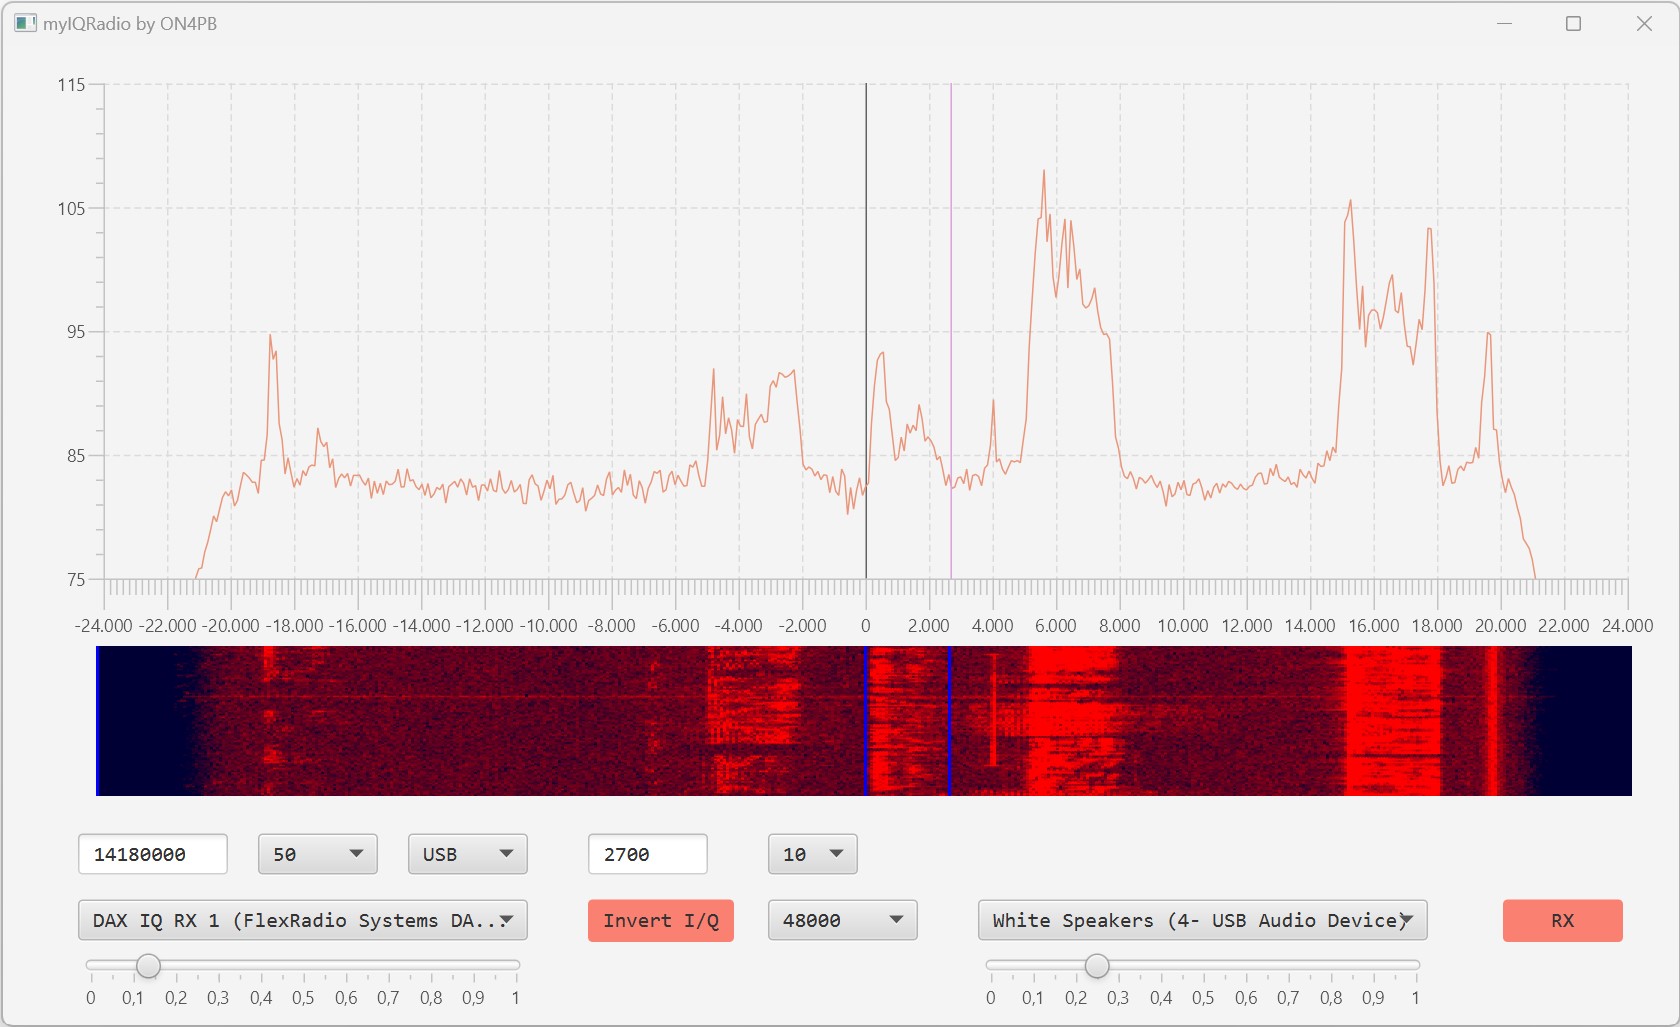 myIQRadio by ON4PB
115
105
95
85
75
-24.000 -22.000 -20.000 -18.000 -16.000 -14.000 -12.000 -10.000 -8.000 -6.000 -4.000 -2.000 0 2.000 4.000 6.000 8.000 10.000 12.000 14.000 16.000 18.000 20.000 22.000 24.000
14180000 50 USB 2700 10
DAX IQ RX 1 (FlexRadio Systems DA... Invert I/Q 48000 White Speakers (4- USB Audio Device) RX
0 0,1 0,2 0,3 0,4 0,5 0,6 0,7 0,8 0,9 1 0 0,1 0,2 0,3 0,4 0,5 0,6 0,7 0,8 0,9 1